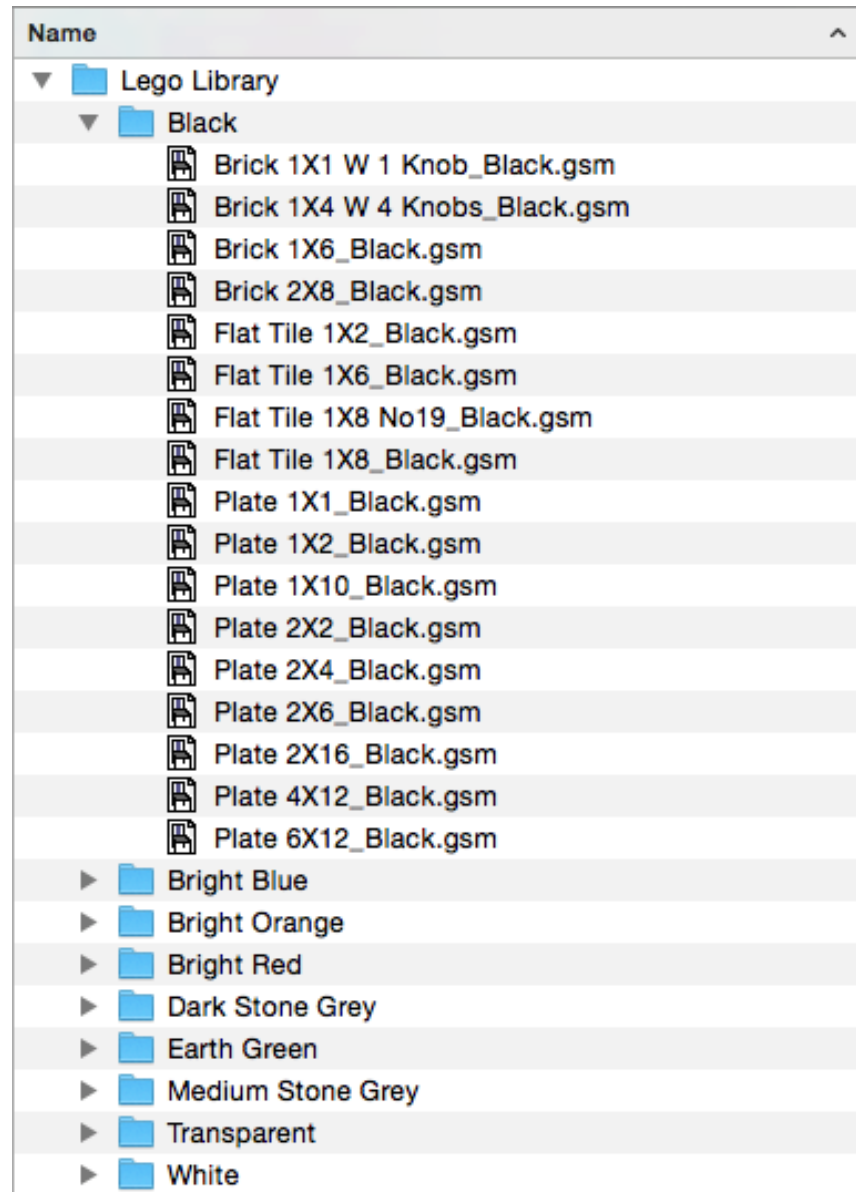 Name
Lego Library
Black
Brick 1X1 W 1 Knob_Black.gsm
Brick 1X4 W 4 Knobs_Black.gsm
Brick 1X6_Black.gsm
Brick 2X8_Black.gsm
Flat Tile 1X2_Black.gsm
Flat Tile 1X6_Black.gsm
Flat Tile 1X8 No19_Black.gsm
Flat Tile 1X8_Black.gsm
Plate 1X1_Black.gsm
Plate 1X2_Black.gsm
Plate 1X10_Black.gsm
Plate 2X2_Black.gsm
Plate 2X4_Black.gsm
Plate 2X6_Black.gsm
Plate 2X16_Black.gsm
Plate 4X12_Black.gsm
Plate 6X12_Black.gsm
Bright Blue
Bright Orange
Bright Red
Dark Stone Grey
Earth Green
Medium Stone Grey
Transparent
White